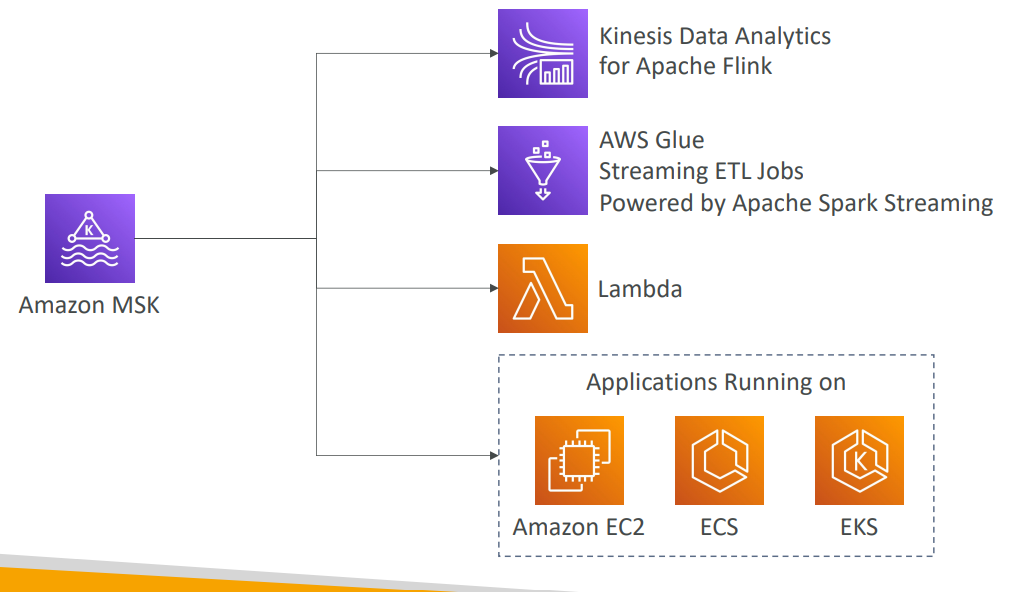 Kinesis Data Analytics
for Apache Flink
AWS Glue
Streaming ETL Jobs
Powered by Apache Spark Streaming
K
Amazon MSK
Lambda
Applications Running on
K
Amazon EC2
ECS
EKS